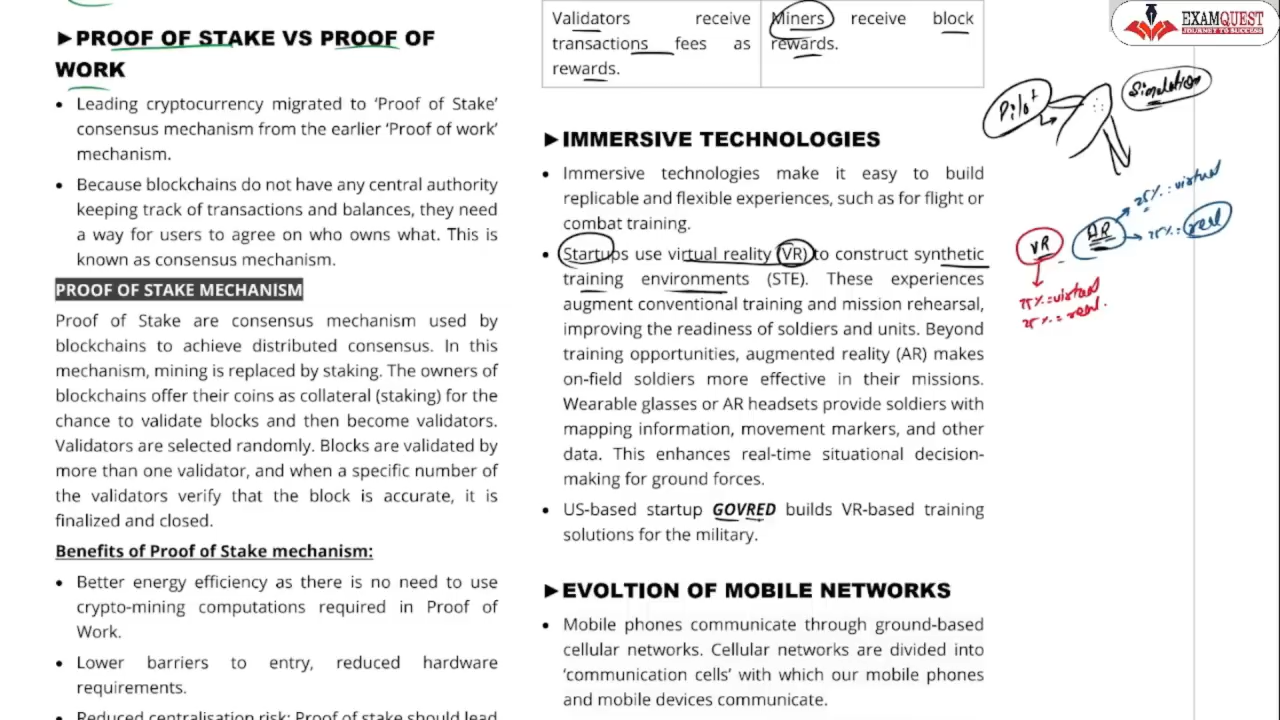 ►PROOF OF STAKE VS PROOF OF
WORK
• Leading cryptocurrency migrated to ‘Proof of Stake’
consensus mechanism from the earlier ‘Proof of work’
mechanism.
• Because blockchains do not have any central authority
keeping track of transactions and balances, they need
a way for users to agree on who owns what. This is
known as consensus mechanism.
PROOF OF STAKE MECHANISM
Proof of Stake are consensus mechanism used by
blockchains to achieve distributed consensus. In this
mechanism, mining is replaced by staking. The owners of
blockchains offer their coins as collateral (staking) for the
chance to validate blocks and then become validators.
Validators are selected randomly. Blocks are validated by
more than one validator, and when a specific number of
the validators verify that the block is accurate, it is
finalized and closed.
Benefits of Proof of Stake mechanism:
• Better energy efficiency as there is no need to use
crypto-mining computations required in Proof of
Work.
• Lower barriers to entry, reduced hardware
requirements.
• Reduced centralisation risk: Proof of stake should lead
Validators receive
transactions fees as
rewards.
Miners receive block
rewards.
►IMMERSIVE TECHNOLOGIES
• Immersive technologies make it easy to build
replicable and flexible experiences, such as for flight or
combat training.
• Startups use virtual reality (VR) to construct synthetic
training environments (STE). These experiences
augment conventional training and mission rehearsal,
improving the readiness of soldiers and units. Beyond
training opportunities, augmented reality (AR) makes
on-field soldiers more effective in their missions.
Wearable glasses or AR headsets provide soldiers with
mapping information, movement markers, and other
data. This enhances real-time situational decision-
making for ground forces.
• US-based startup GOVRED builds VR-based training
solutions for the military.
►EVOLTION OF MOBILE NETWORKS
• Mobile phones communicate through ground-based
cellular networks. Cellular networks are divided into
‘communication cells’ with which our mobile phones
and mobile devices communicate.
EXAMQUEST
JOURNEY TO SUCCESS
Pilot
Simulation
VR
75% = virtual
25% = real.
AR
25% = virtual
75% = real